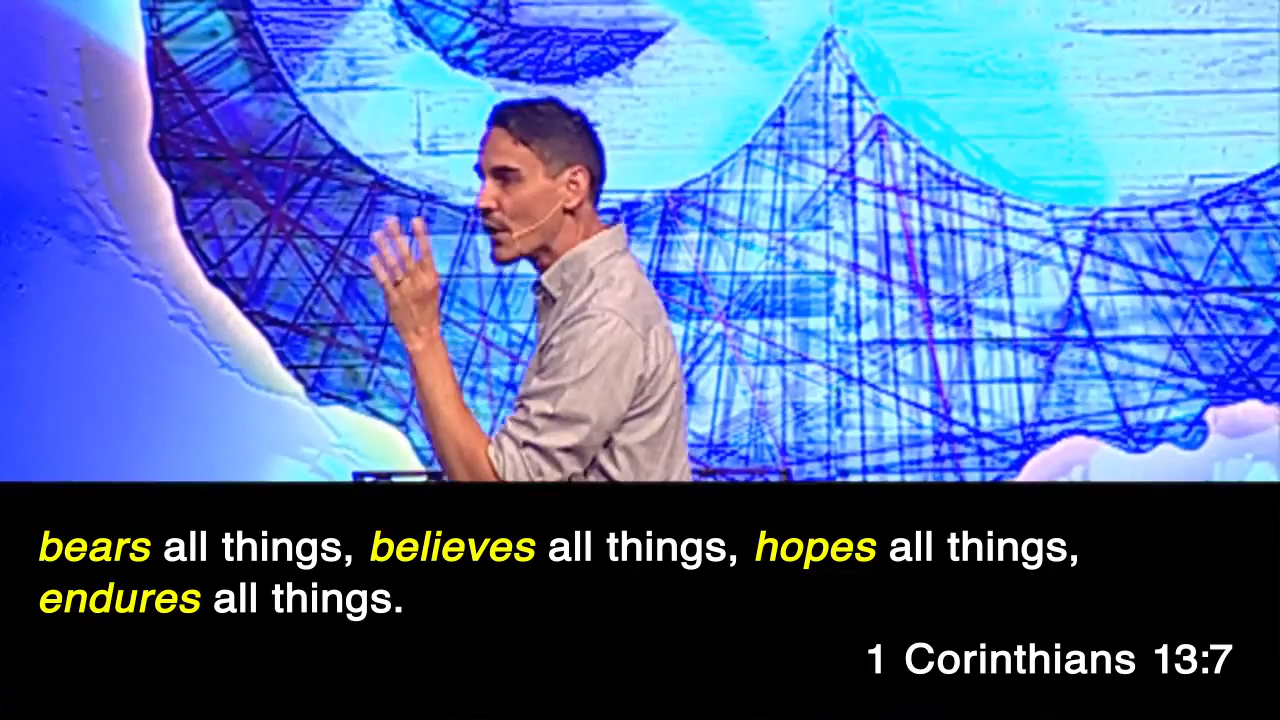 bears all things, believes all things, hopes all things,
endures all things.
1 Corinthians 13:7